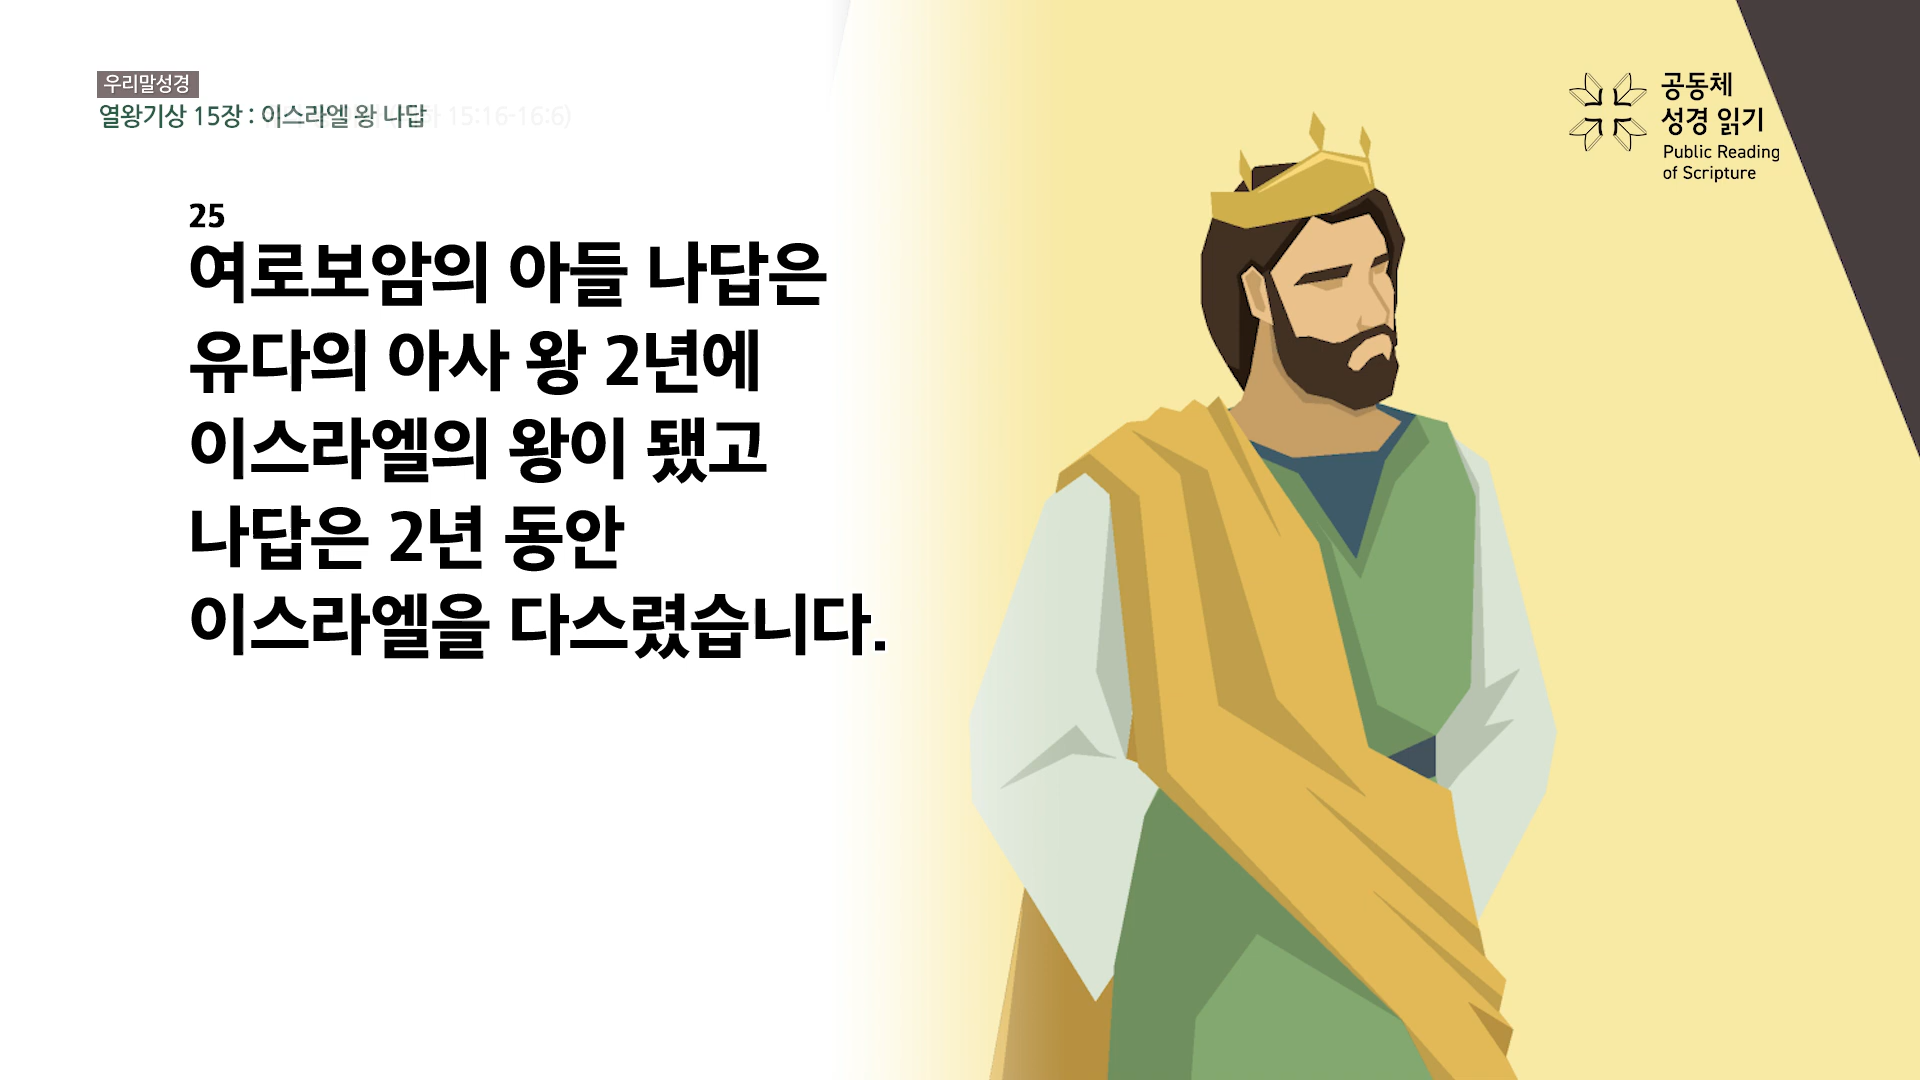 우리말성경
열왕기상 15장 : 이스라엘 왕 나답 15:16-16:6)
공동체
성경 읽기
Public Reading
of Scripture
25
여로보암의 아들 나답은
유다의 아사 왕 2년에
이스라엘의 왕이 됐고
나답은 2년 동안
이스라엘을 다스렸습니다.